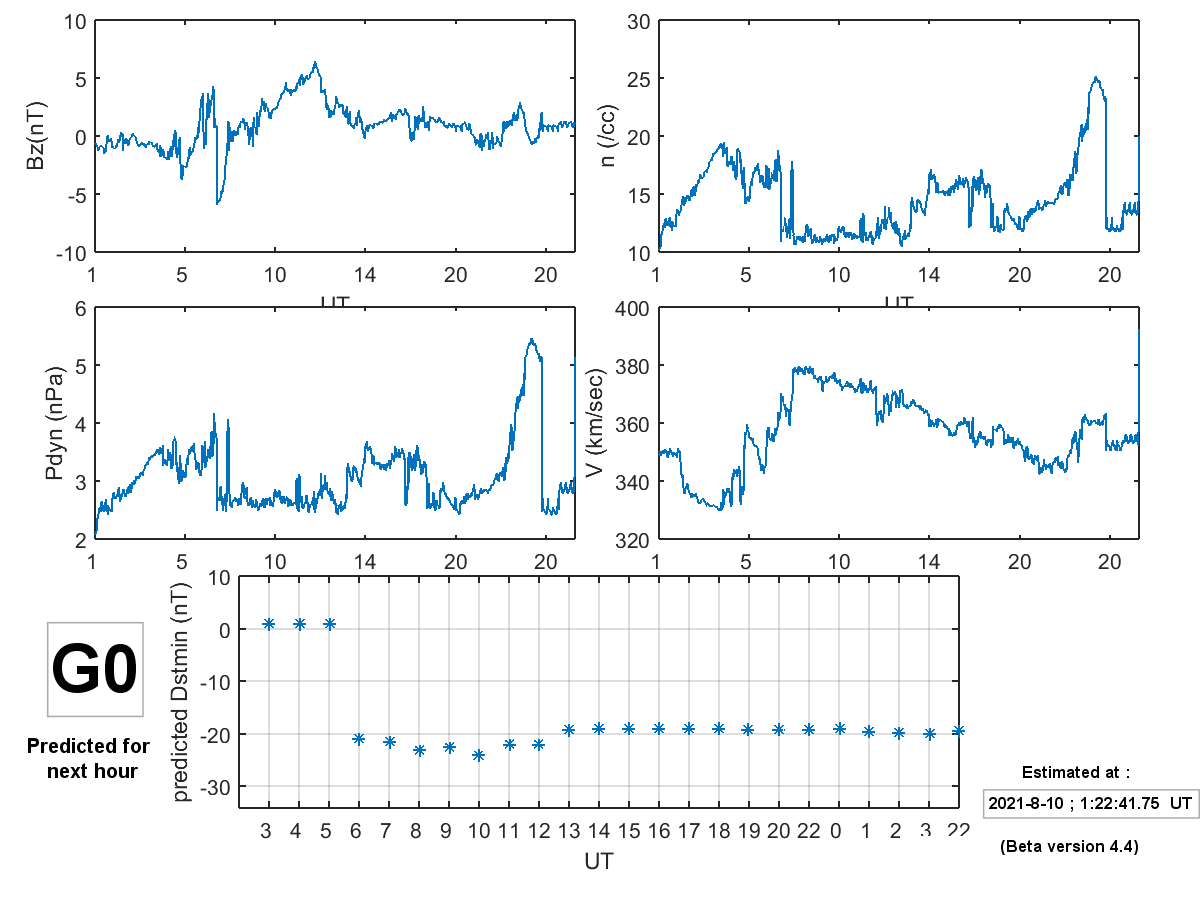 10
5
0
-5
-10
Bz(nT)
1 5 10 14 20 20
30
25
20
15
10
n (/cc)
1 5 10 14 20 20
6
5
4
3
2
Pdyn (nPa)
1 5 10 14 20 20
400
380
360
340
320
V (km/sec)
1 5 10 14 20 20
10
0
-10
-20
-30
predicted Dstmin (nT)
3 4 5 6 7 8 9 10 11 12 13 14 15 16 17 18 19 20 22 0 1 2 3 22
UT
G0
Predicted for
next hour
Estimated at :
2021-8-10 ; 1:22:41.75 UT
(Beta version 4.4)